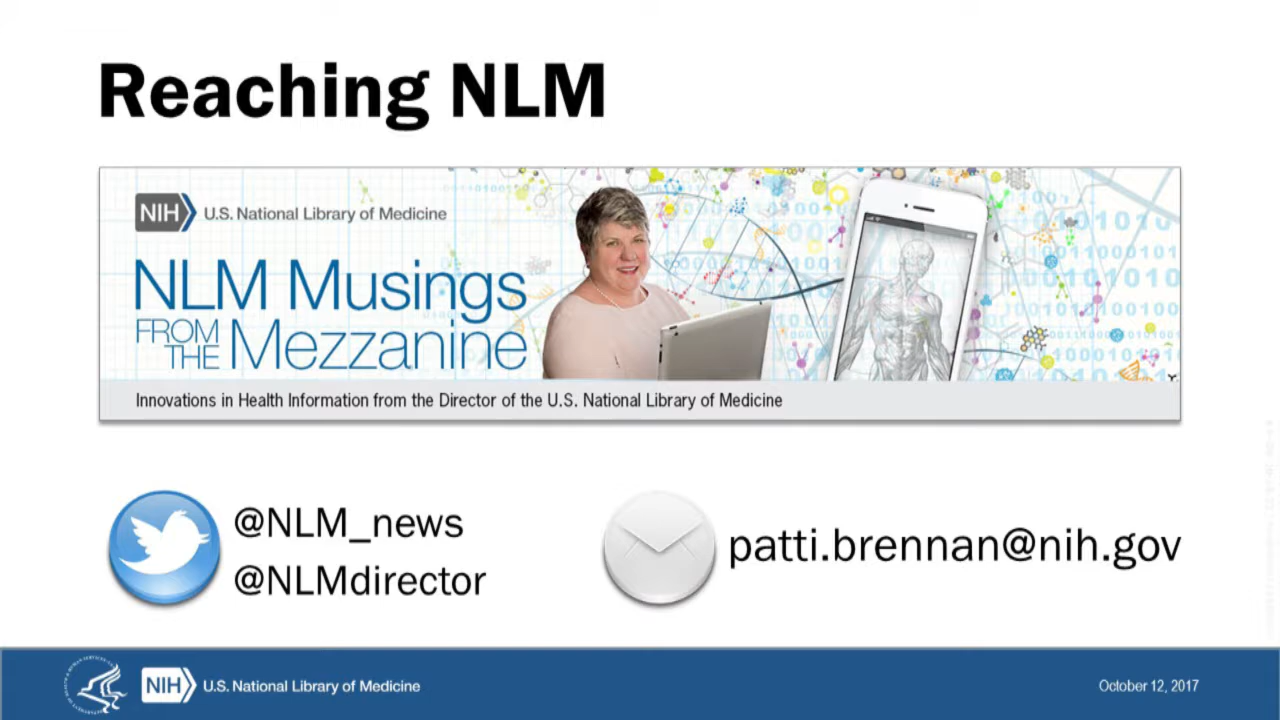 Reaching NLM
NIH U.S. National Library of Medicine
NLM Musings
FROM THE Mezzanine
Innovations in Health Information from the Director of the U.S. National Library of Medicine
@NLM_news
@NLMdirector
patti.brennan@nih.gov
NIH U.S. National Library of Medicine
October 12, 2017